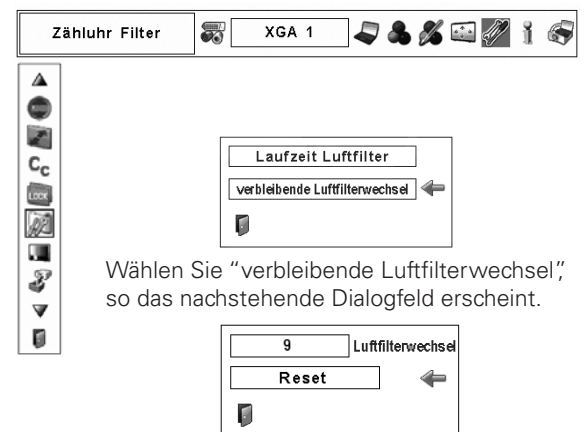 Zähluhr Filter
XGA 1
Cc
LOCK
Laufzeit Luftfilter
verbleibende Luftfilterwechsel
Wählen Sie “verbleibende Luftfilterwechsel”,
so das nachstehende Dialogfeld erscheint.
9 Luftfilterwechsel
Reset